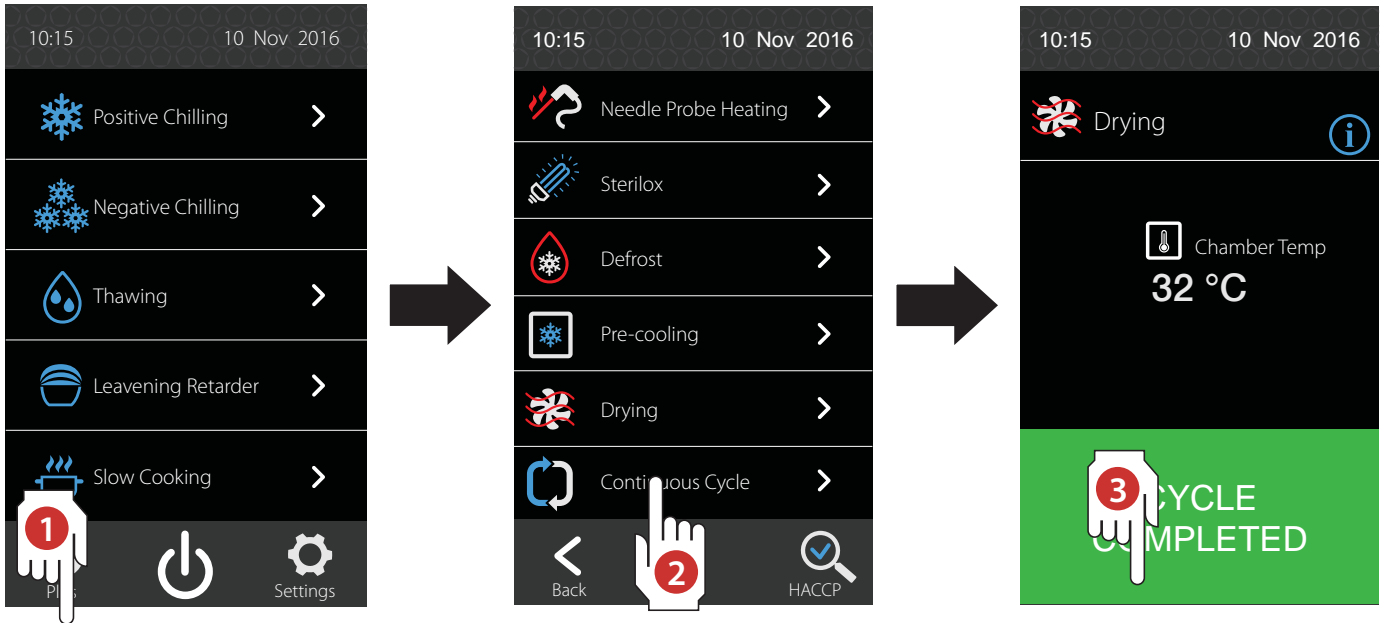 10:15 10 Nov 2016
Positive Chilling
Negative Chilling
Thawing
Leavening Retarder
Slow Cooking
1
Settings
10:15 10 Nov 2016
Needle Probe Heating
Sterilox
Defrost
Pre-cooling
Drying
Continuous Cycle
2
Back HACCP
10:15 10 Nov 2016
Drying i
Chamber Temp
32 °C
3
CYCLE
COMPLETED